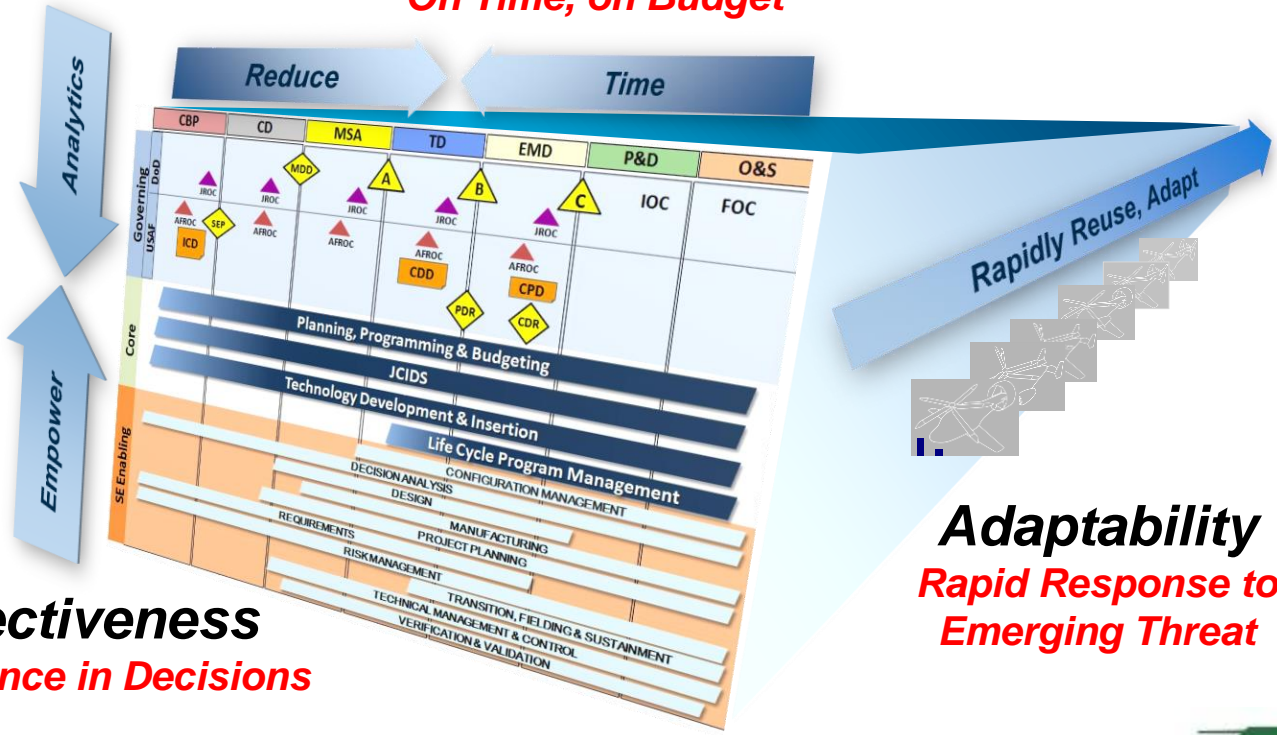 On Time, on Budget
Analytics
Reduce
Time
CBP
CD
MSA
TD
EMD
P&D
O&S
Governing
DoD
USAF
MDD
A
B
C
IOC
FOC
JROC
JROC
JROC
JROC
JROC
AFROC
SEP
AFROC
AFROC
AFROC
AFROC
ICD
CDD
CPD
PDR
CDR
Rapidly Reuse, Adapt
Core
Planning, Programming & Budgeting
JCIDS
Technology Development & Insertion
Life Cycle Program Management
Empower
SE Enabling
CONFIGURATION MANAGEMENT
DECISION ANALYSIS
DESIGN
MANUFACTURING
PROJECT PLANNING
REQUIREMENTS
RISK MANAGEMENT
TRANSITION, FIELDING & SUSTAINMENT
TECHNICAL MANAGEMENT & CONTROL
VERIFICATION & VALIDATION
ectiveness
nce in Decisions
Adaptability
Rapid Response to
Emerging Threat